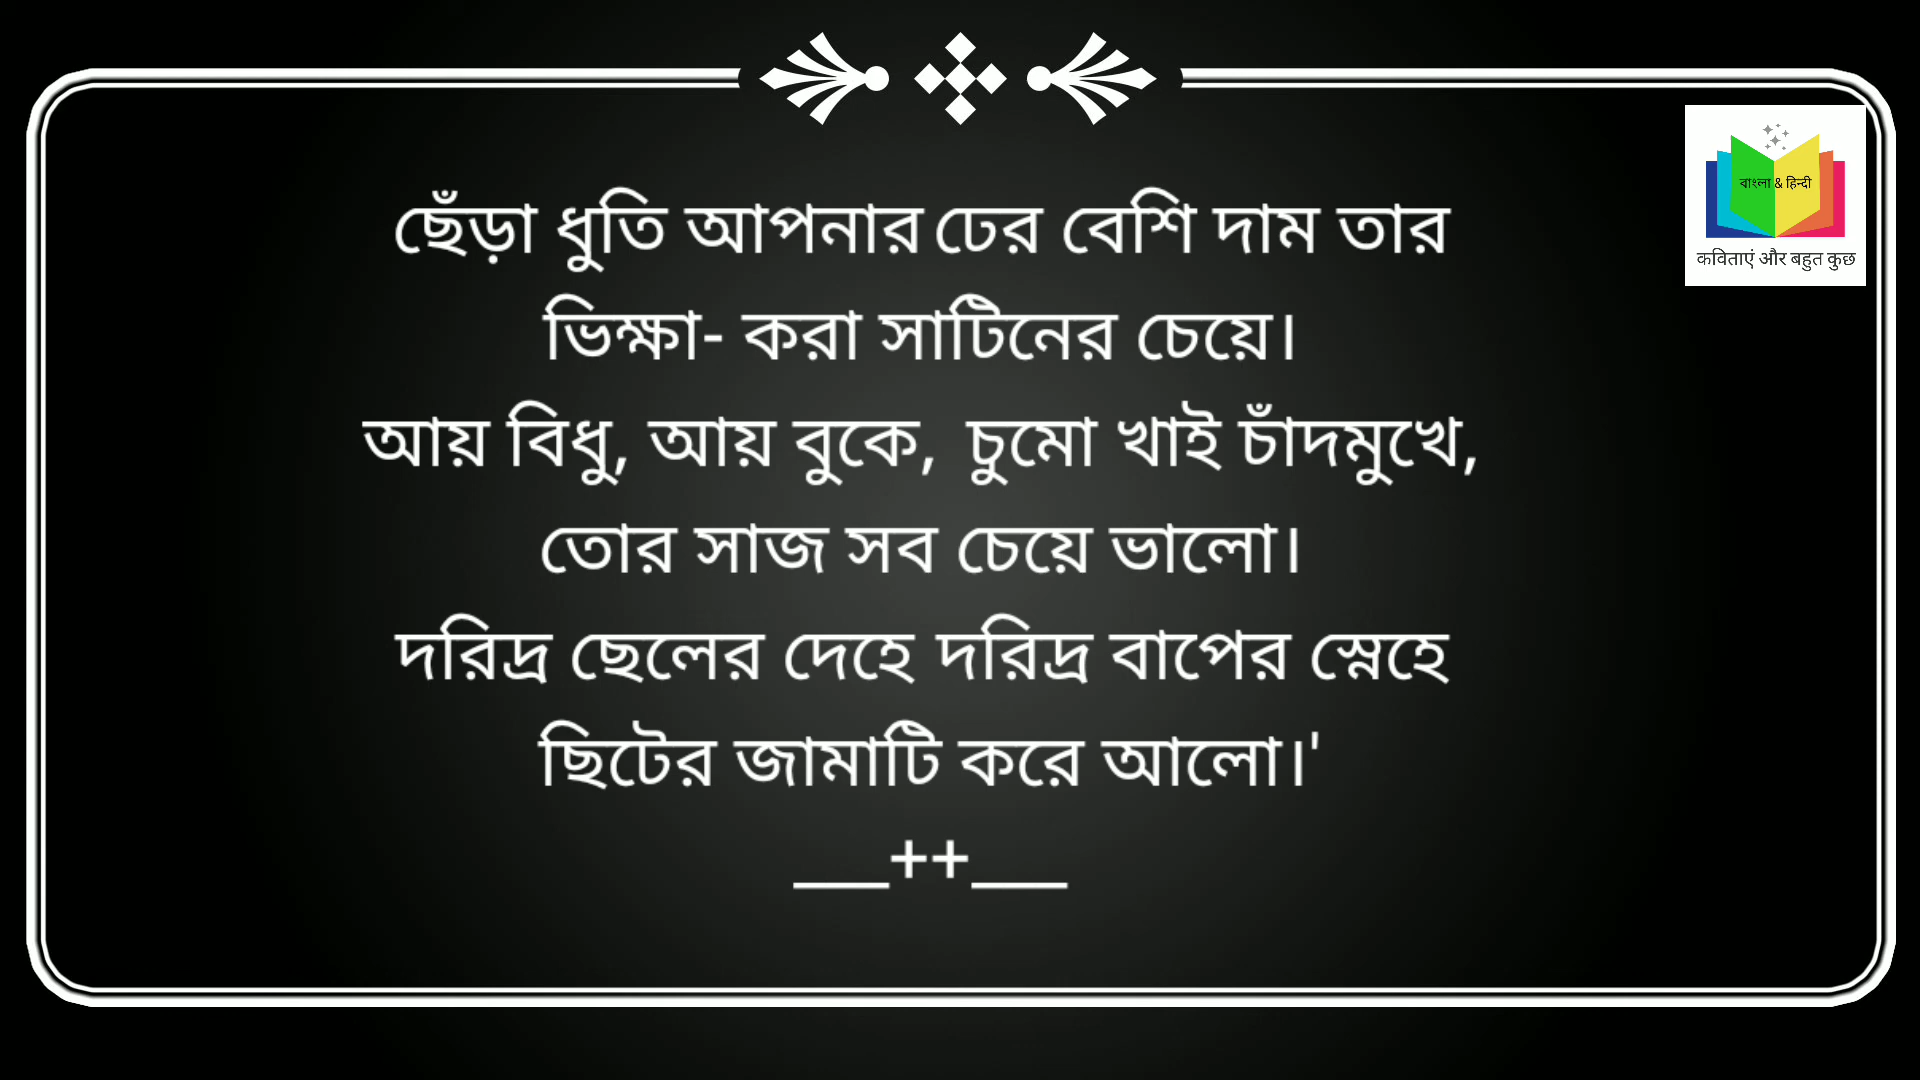 ছেঁড়া ধুতি আপনার ঢের বেশি দাম তার
ভিক্ষা- করা সাটিনের চেয়ে।
আয় বিধু, আয় বুকে, চুমো খাই চাঁদমুখে,
তোর সাজ সব চেয়ে ভালো।
দরিদ্র ছেলের দেহে দরিদ্র বাপের স্নেহে
ছিটের জামাটি করে আলো।'
___++___
বাংলা & हिन्दी
कविताएं और बहुत कुछ